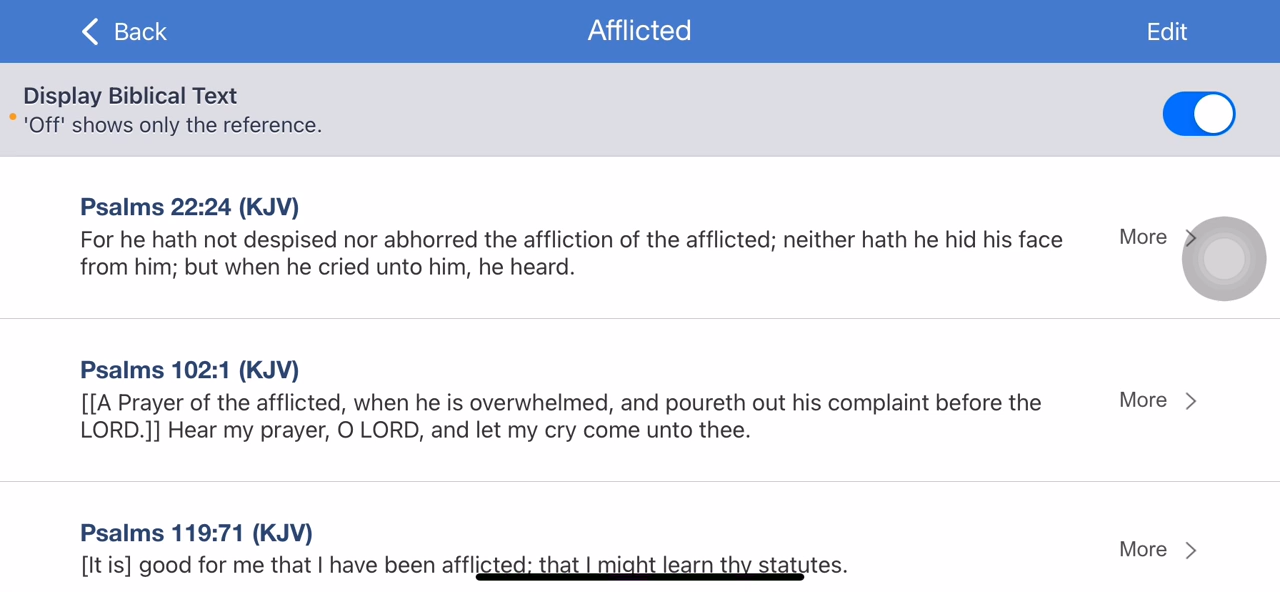 Back
Afflicted
Edit
Display Biblical Text
'Off' shows only the reference.
Psalms 22:24 (KJV)
For he hath not despised nor abhorred the affliction of the afflicted; neither hath he hid his face
from him; but when he cried unto him, he heard.
More
Psalms 102:1 (KJV)
[[A Prayer of the afflicted, when he is overwhelmed, and poureth out his complaint before the
LORD.]] Hear my prayer, O LORD, and let my cry come unto thee.
More
Psalms 119:71 (KJV)
[It is] good for me that I have been afflicted; that I might learn thy statutes.
More